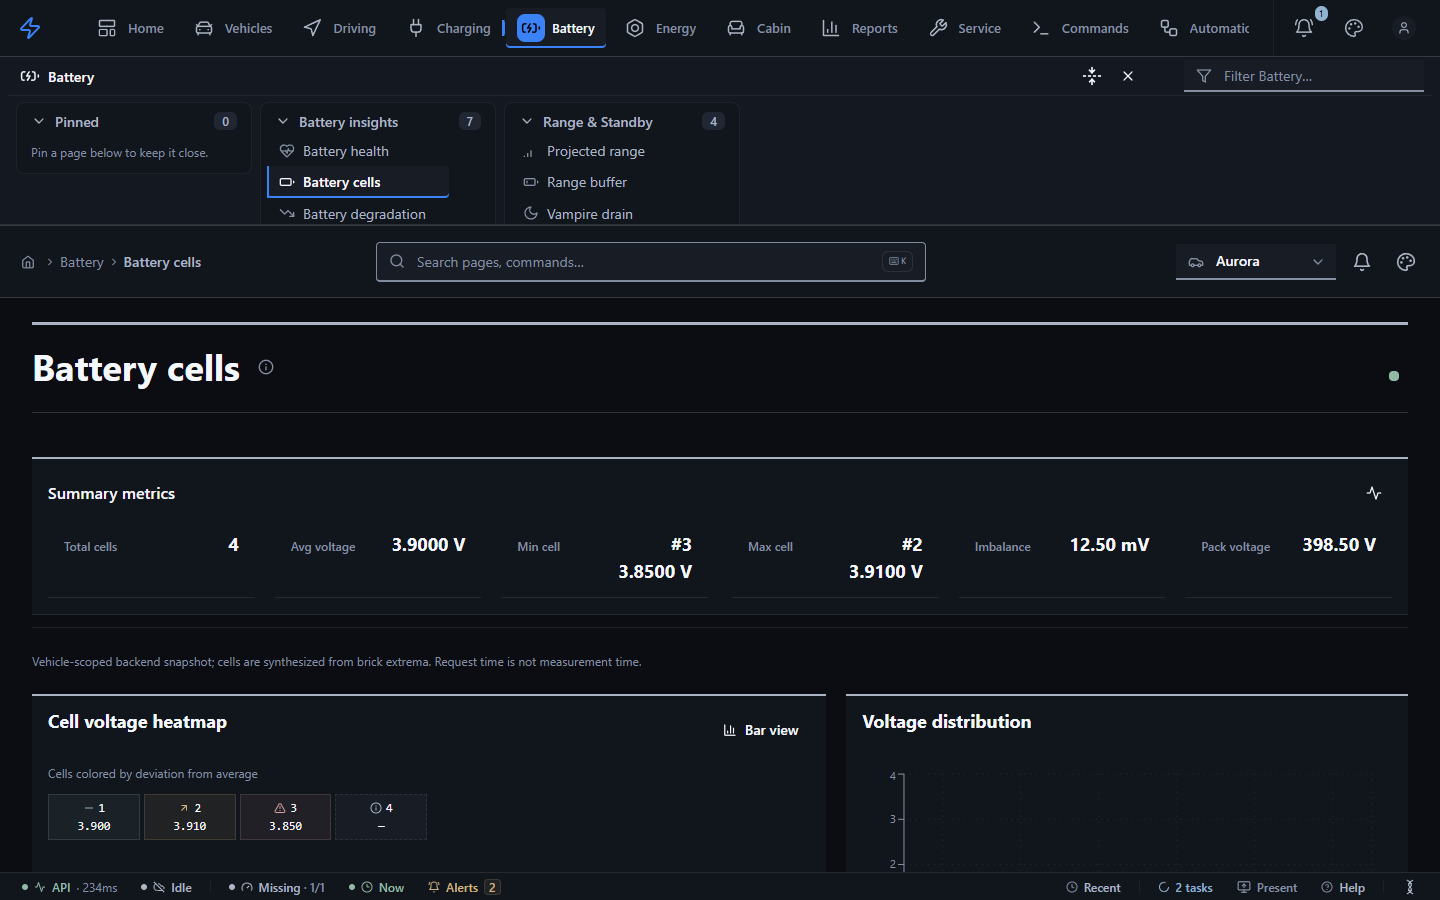 Home
Vehicles
Driving
Charging
Battery
Energy
Cabin
Reports
Service
Commands
Automatic
1
Battery
Filter Battery...
Pinned
0
Pin a page below to keep it close.
Battery insights
7
Battery health
Battery cells
Battery degradation
Range & Standby
4
Projected range
Range buffer
Vampire drain
Battery
Battery cells
Search pages, commands...
K
Aurora
Battery cells
Summary metrics
Total cells
4
Avg voltage
3.9000 V
Min cell
#3
3.8500 V
Max cell
#2
3.9100 V
Imbalance
12.50 mV
Pack voltage
398.50 V
Vehicle-scoped backend snapshot; cells are synthesized from brick extrema. Request time is not measurement time.
Cell voltage heatmap
Bar view
Cells colored by deviation from average
1
3.900
2
3.910
3
3.850
4
—
Voltage distribution
4
3
2
API · 234ms
Idle
Missing · 1/1
Now
Alerts 2
Recent
2 tasks
Present
Help